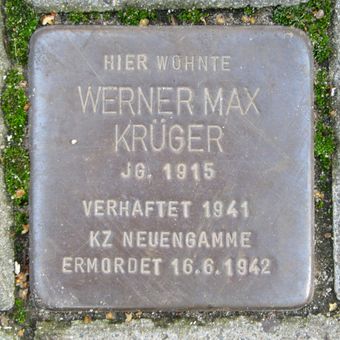 HIER WOHNTE
WERNER MAX
KRÜGER
JG. 1915
VERHAFTET 1941
KZ NEUENGAMME
ERMORDET 16.6.1942